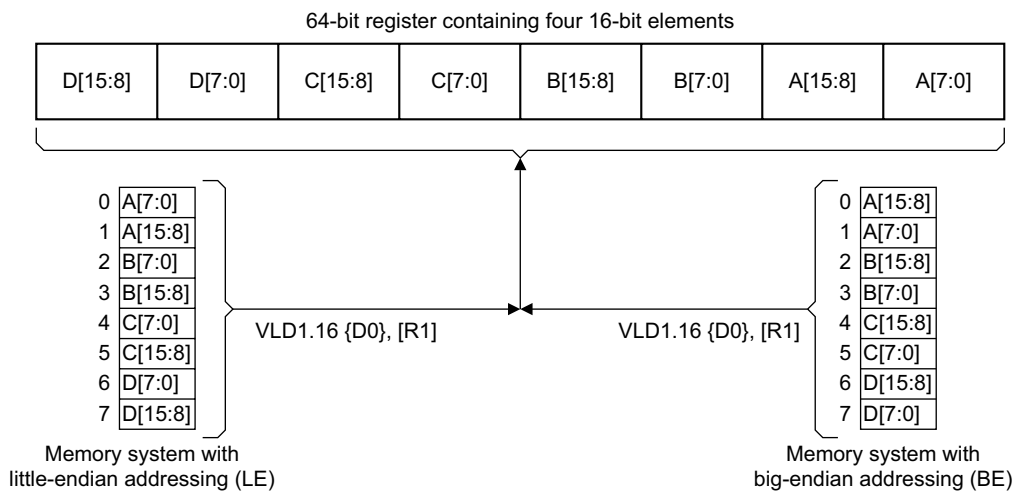 64-bit register containing four 16-bit elements
D[15:8] D[7:0] C[15:8] C[7:0] B[15:8] B[7:0] A[15:8] A[7:0]
0 A[7:0]
1 A[15:8]
2 B[7:0]
3 B[15:8]
4 C[7:0]
5 C[15:8]
6 D[7:0]
7 D[15:8]
VLD1.16 {D0}, [R1]
Memory system with
little-endian addressing (LE)
VLD1.16 {D0}, [R1]
0 A[15:8]
1 A[7:0]
2 B[15:8]
3 B[7:0]
4 C[15:8]
5 C[7:0]
6 D[15:8]
7 D[7:0]
Memory system with
big-endian addressing (BE)